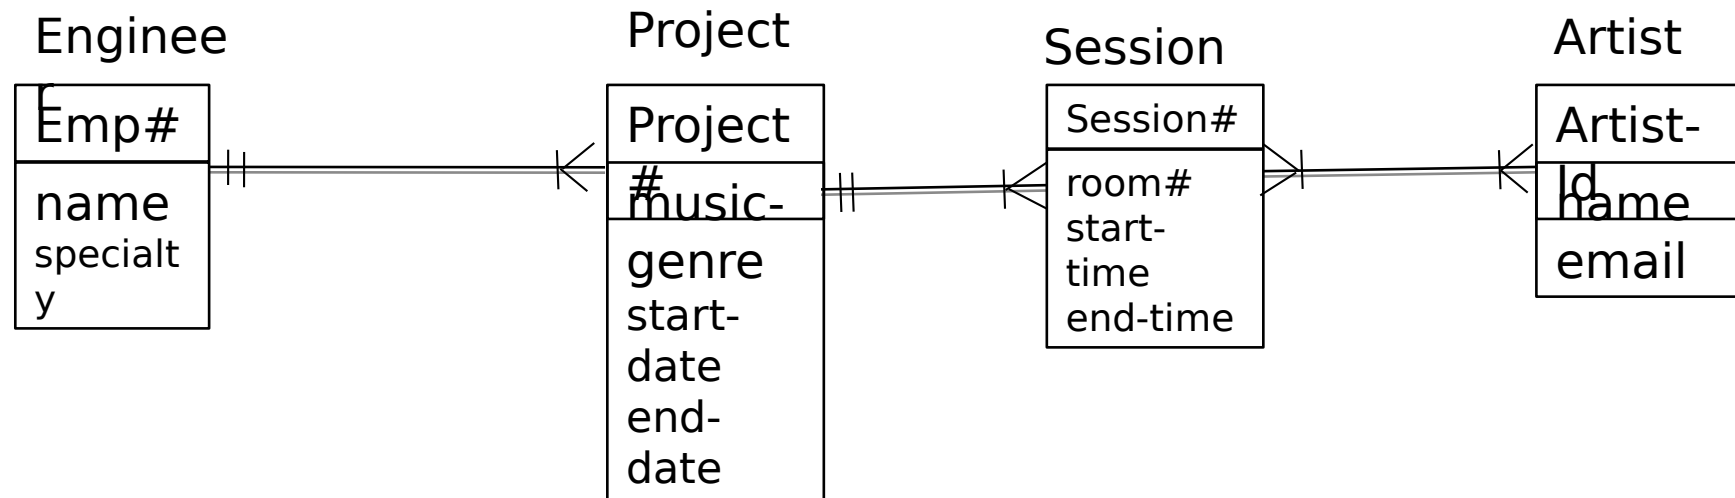 Enginee
r
Emp#
name
specialt
y
Project
Project
#
music-
genre
start-
date
end-
date
Session
Session#
room#
start-
time
end-time
Artist
Artist-
Id
name
email